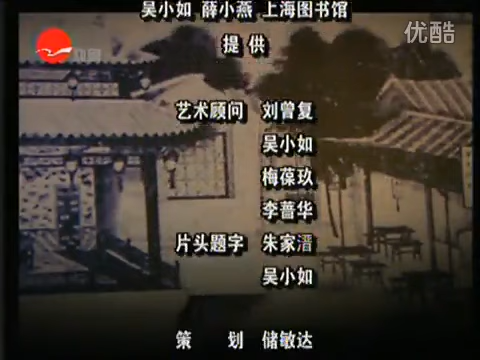 吴小如 薛小燕 上海图书馆
优酷
提 供
艺术顾问 刘曾复
吴小如
梅葆玖
李蔷华
片头题字 朱家溍
吴小如
策 划 储敏达